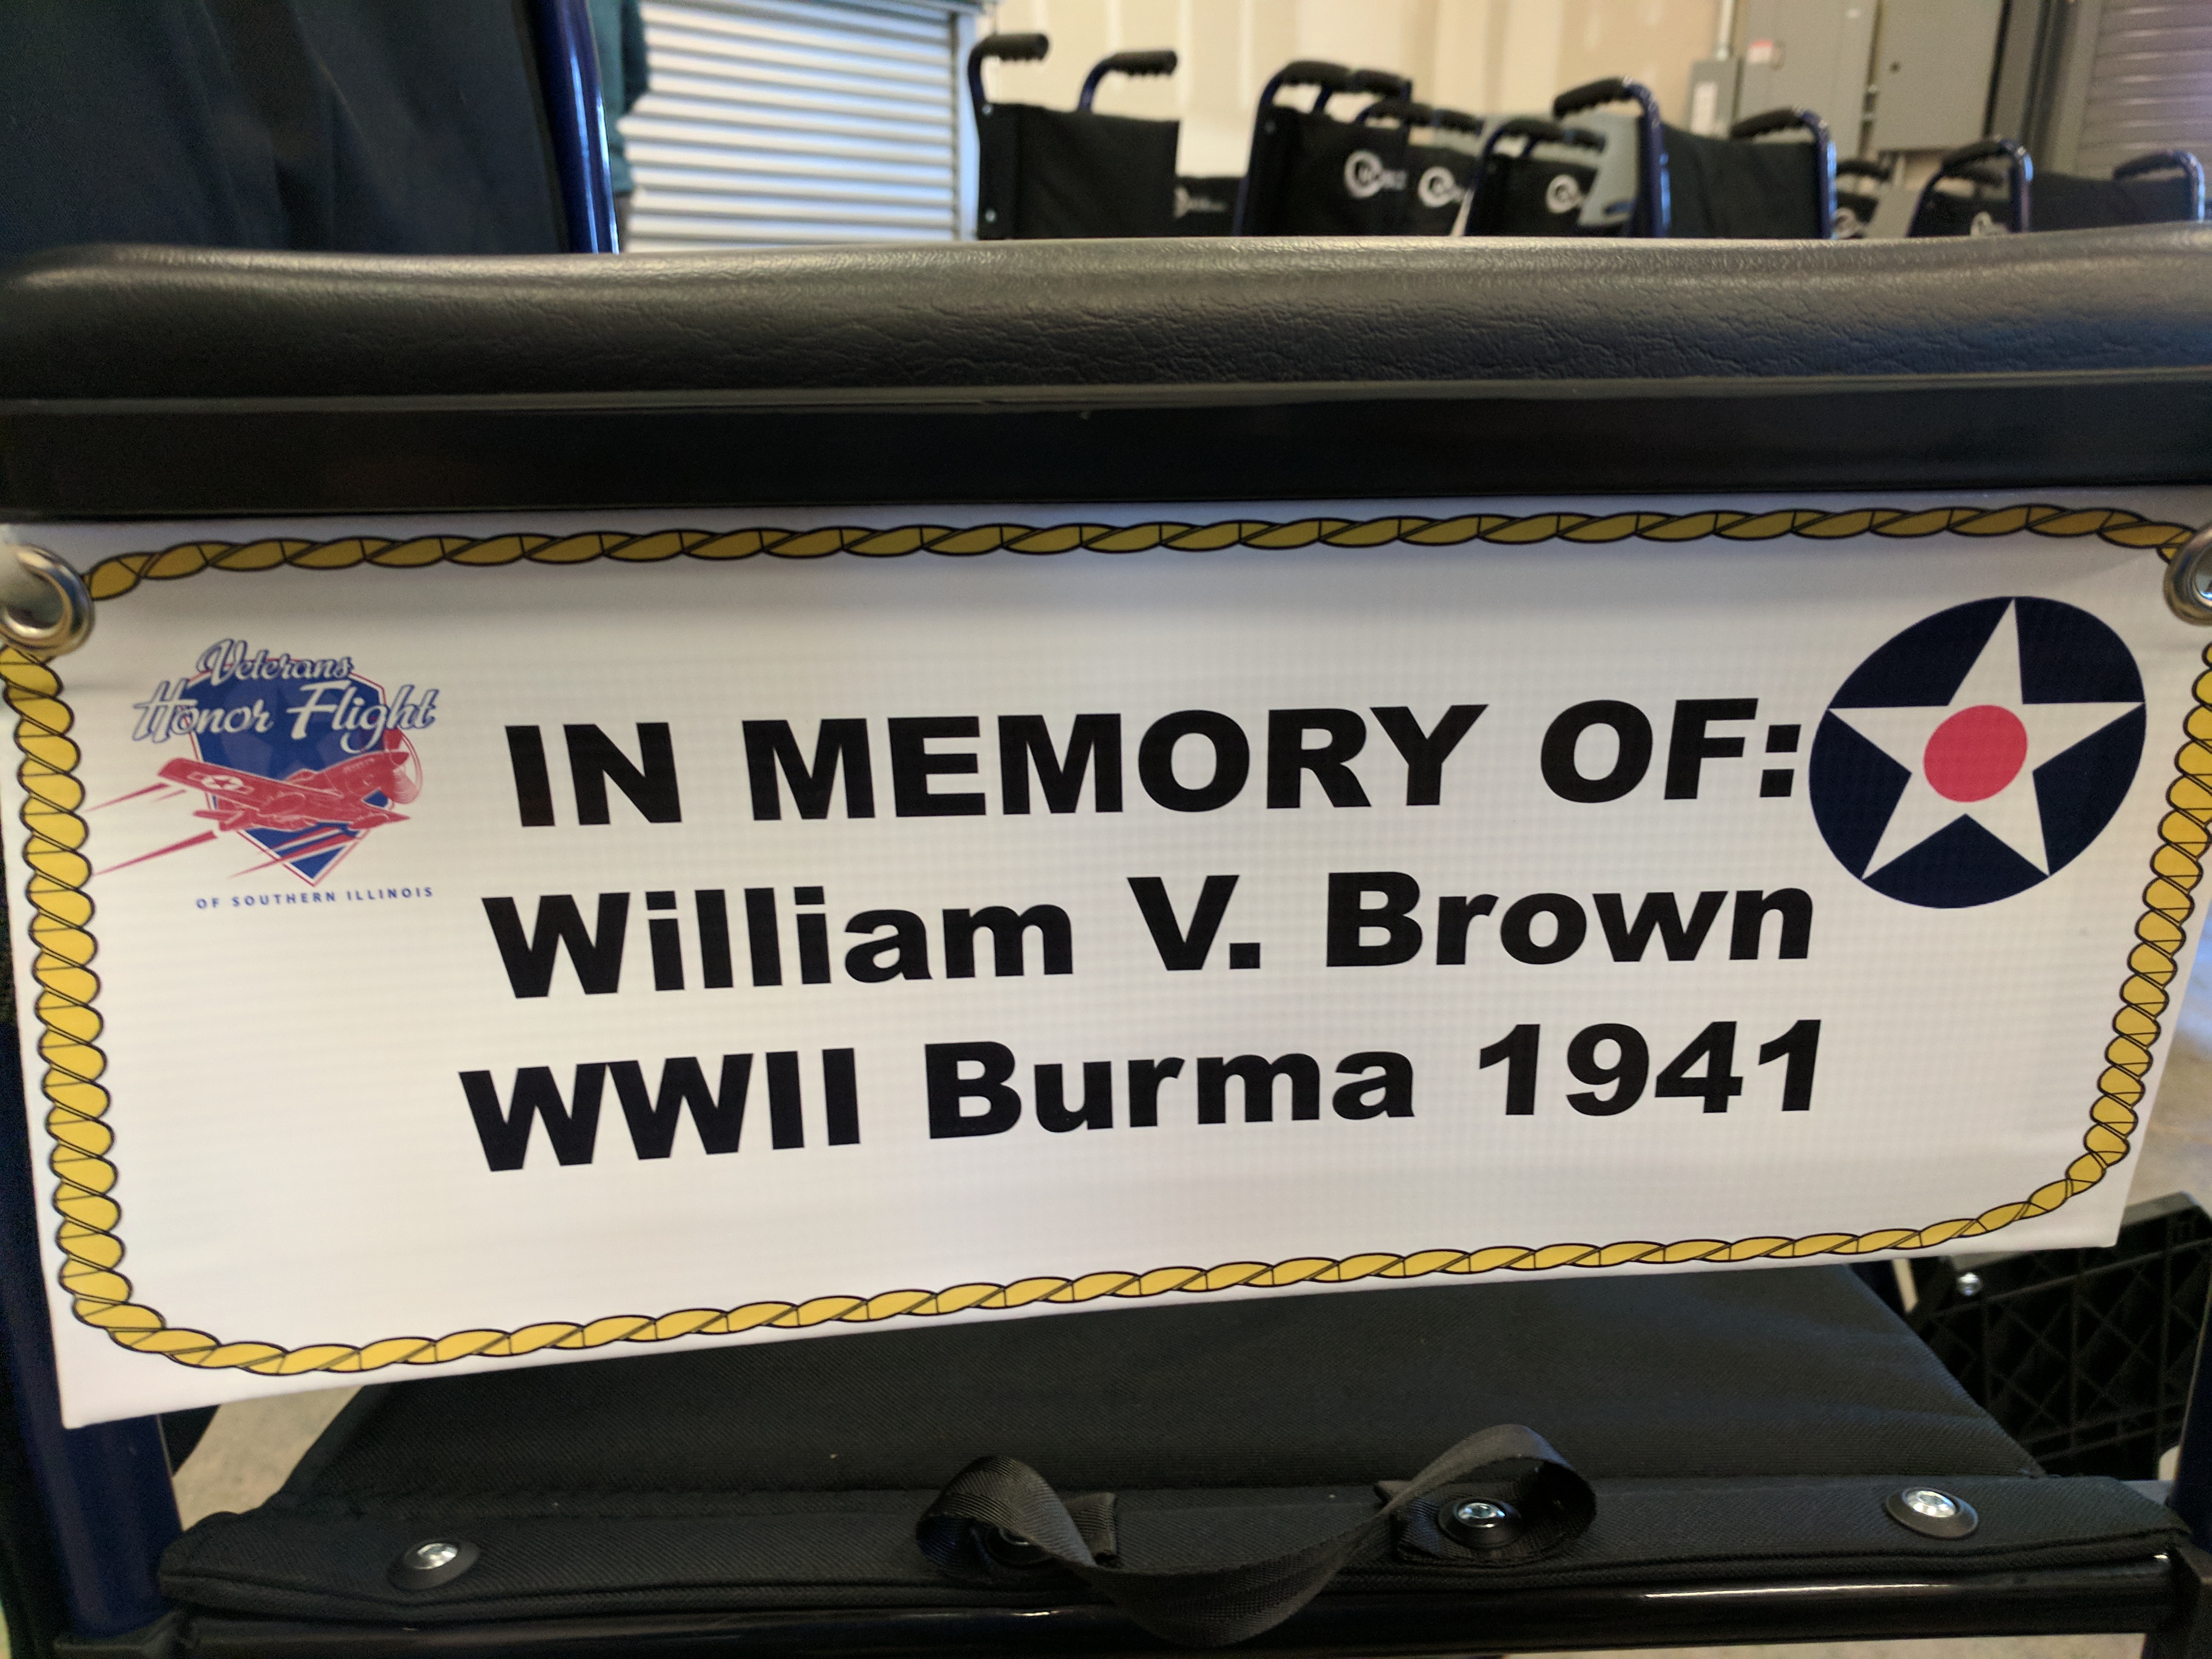 Veterans
Honor Flight
OF SOUTHERN ILLINOIS
IN MEMORY OF:
William V. Brown
WWII Burma 1941